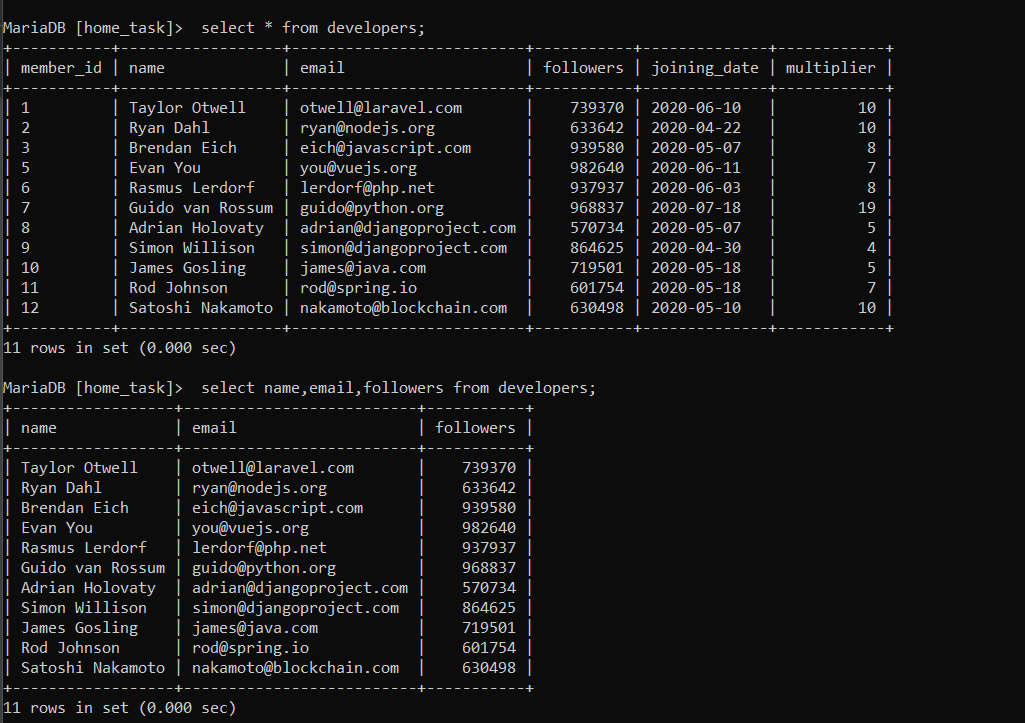 MariaDB [home_task]>  select * from developers;
+-----------+-----------------+-------------------------+-----------+--------------+------------+
| member_id | name            | email                   | followers | joining_date | multiplier |
+-----------+-----------------+-------------------------+-----------+--------------+------------+
| 1         | Taylor Otwell   | otwell@laravel.com      |    739370 | 2020-06-10   |         10 |
| 2         | Ryan Dahl       | ryan@nodejs.org         |    633642 | 2020-04-22   |         10 |
| 3         | Brendan Eich    | eich@javascript.com     |    939580 | 2020-05-07   |          8 |
| 5         | Evan You        | you@vuejs.org           |    982640 | 2020-06-11   |          7 |
| 6         | Rasmus Lerdorf  | lerdorf@php.net         |    937937 | 2020-06-03   |          8 |
| 7         | Guido van Rossum | guido@python.org        |    968837 | 2020-07-18   |         19 |
| 8         | Adrian Holovaty | adrian@djangoproject.com |    570734 | 2020-05-07   |          5 |
| 9         | Simon Willison  | simon@djangoproject.com |    864625 | 2020-04-30   |          4 |
| 10        | James Gosling   | james@java.com          |    719501 | 2020-05-18   |          5 |
| 11        | Rod Johnson     | rod@spring.io           |    601754 | 2020-05-18   |          7 |
| 12        | Satoshi Nakamoto | nakamoto@blockchain.com |    630498 | 2020-05-10   |         10 |
+-----------+-----------------+-------------------------+-----------+--------------+------------+
11 rows in set (0.000 sec)
MariaDB [home_task]>  select name,email,followers from developers;
+------------------+--------------------------+-----------+
| name             | email                    | followers |
+------------------+--------------------------+-----------+
| Taylor Otwell    | otwell@laravel.com       |    739370 |
| Ryan Dahl        | ryan@nodejs.org          |    633642 |
| Brendan Eich     | eich@javascript.com      |    939580 |
| Evan You         | you@vuejs.org            |    982640 |
| Rasmus Lerdorf   | lerdorf@php.net          |    937937 |
| Guido van Rossum | guido@python.org         |    968837 |
| Adrian Holovaty  | adrian@djangoproject.com |    570734 |
| Simon Willison   | simon@djangoproject.com  |    864625 |
| James Gosling    | james@java.com           |    719501 |
| Rod Johnson      | rod@spring.io            |    601754 |
| Satoshi Nakamoto | nakamoto@blockchain.com  |    630498 |
+------------------+--------------------------+-----------+
11 rows in set (0.000 sec)